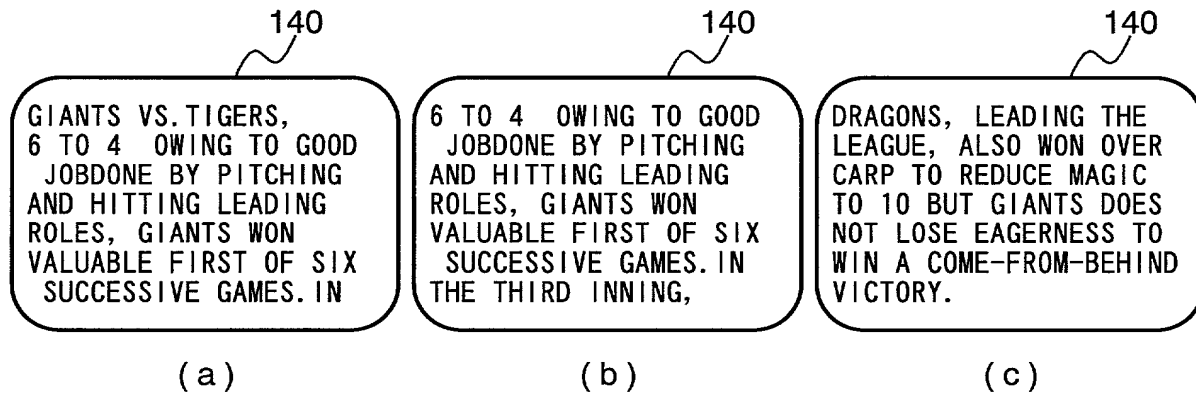 140
GIANTS VS.TIGERS,
6 TO 4 OWING TO GOOD
JOBDONE BY PITCHING
AND HITTING LEADING
ROLES, GIANTS WON
VALUABLE FIRST OF SIX
SUCCESSIVE GAMES.IN
(a)
140
6 TO 4 OWING TO GOOD
JOBDONE BY PITCHING
AND HITTING LEADING
ROLES, GIANTS WON
VALUABLE FIRST OF SIX
SUCCESSIVE GAMES.IN
THE THIRD INNING,
(b)
140
DRAGONS, LEADING THE
LEAGUE, ALSO WON OVER
CARP TO REDUCE MAGIC
TO 10 BUT GIANTS DOES
NOT LOSE EAGERNESS TO
WIN A COME-FROM-BEHIND
VICTORY.
(c)